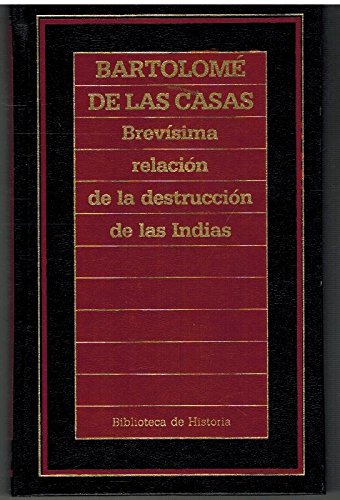 BARTOLOMÉ
DE LAS CASAS
Brevísima
relación
de la destrucción
de las Indias
Biblioteca de Historia